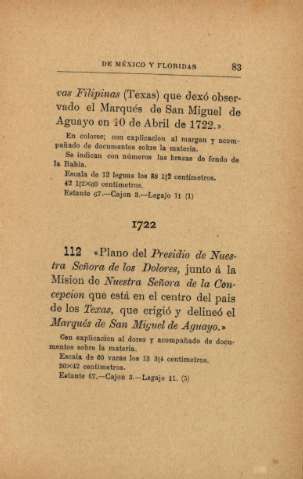 DE MÉXICO Y FLORIDAS 83
vas Filipinas (Texas) que dexó obser-
vado el Marqués de San Miguel de
Aguayo en 10 de Abril de 1722.»
En colores; con explicacion al margen y acom-
pañado de documentos sobre la materia.
Se indican con números las brazas de fondo de
la Bahía.
Escala de 12 leguas los 88 1¡2 centímetros.
42 1¡2×60 centímetros.
Estante 67.—Cajon 3.—Legajo 11 (1)
1722
112 «Plano del Presidio de Nues-
tra Señora de los Dolores, junto á la
Mision de Nuestra Señora de la Con-
cepcion que está en el centro del pais
de los Texas, que erigió y delineó el
Marqués de San Miguel de Aguayo.»
Con explicacion al dorso y acompañado de docu-
mentos sobre la materia.
Escala de 60 varas los 13 3¡4 centímetros.
30×42 centímetros.
Estante 67.—Cajon 3.—Legajo 11. (5)